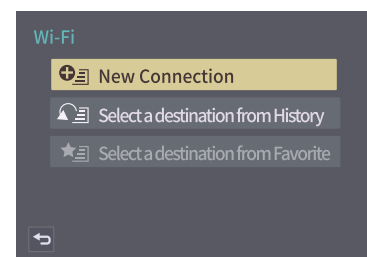 Wi-Fi
New Connection
Select a destination from History
Select a destination from Favorite